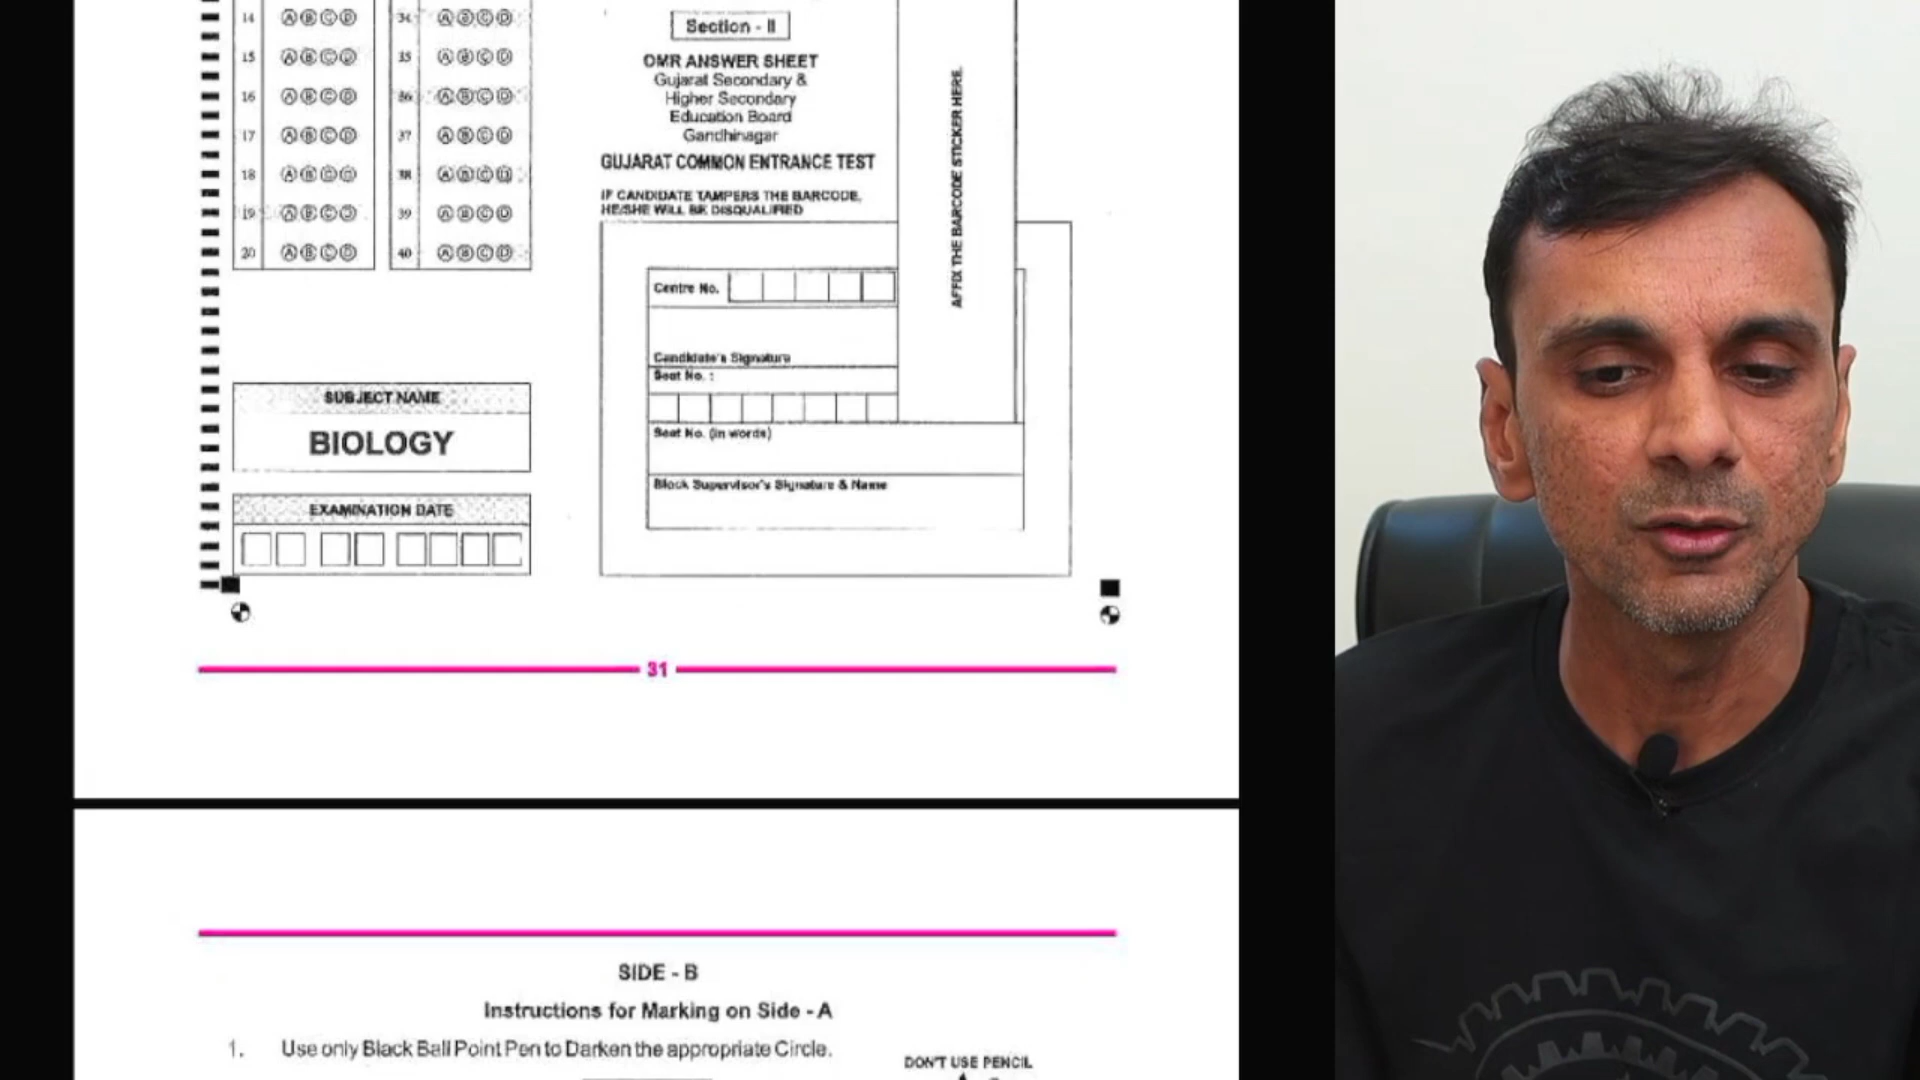 14 A B C D
15 A B C D
16 A B C D
17 A B C D
18 A B C D
19 A B C D
20 A B C D
34 A B C D
35 A B C D
36 A B C D
37 A B C D
38 A B C D
39 A B C D
40 A B C D
SUBJECT NAME
BIOLOGY
EXAMINATION DATE
Section - II
OMR ANSWER SHEET
Gujarat Secondary &
Higher Secondary
Education Board
Gandhinagar
GUJARAT COMMON ENTRANCE TEST
IF CANDIDATE TAMPERS THE BARCODE,
HE/SHE WILL BE DISQUALIFIED
Centre No.
Candidate's Signature
Seat No. :
Seat No. (in words)
Block Supervisor's Signature & Name
AFFIX THE BARCODE STICKER HERE.
31
SIDE - B
Instructions for Marking on Side - A
1. Use only Black Ball Point Pen to Darken the appropriate Circle.
DON'T USE PENCIL